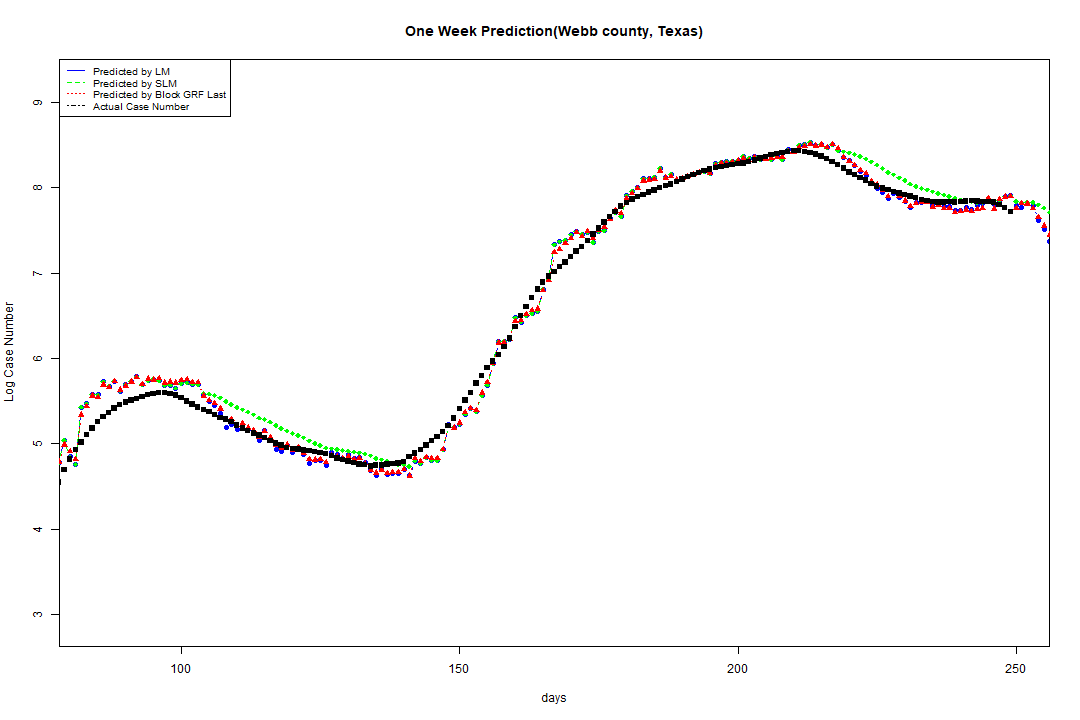 One Week Prediction(Webb county, Texas)
Predicted by LM
Predicted by SLM
Predicted by Block GRF Last
Actual Case Number
9
8
7
6
5
4
3
Log Case Number
100 150 200 250
days